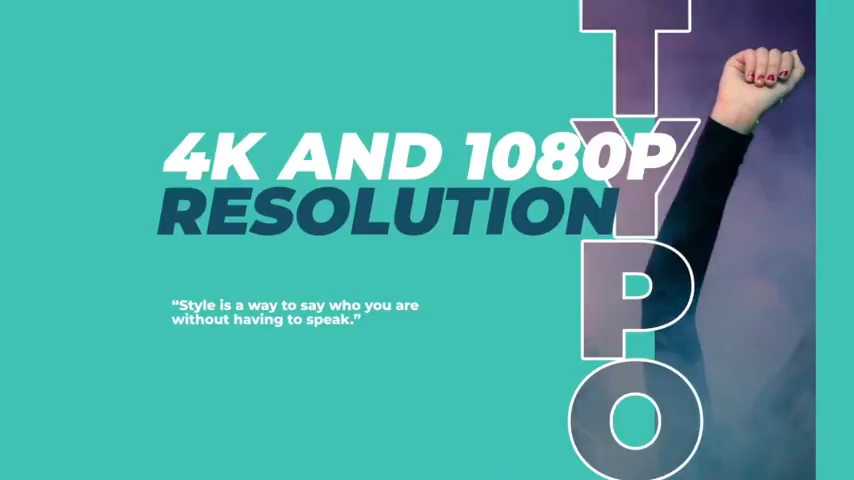 4K AND 1080P
RESOLUTION
“Style is a way to say who you are
without having to speak.”
TYPO